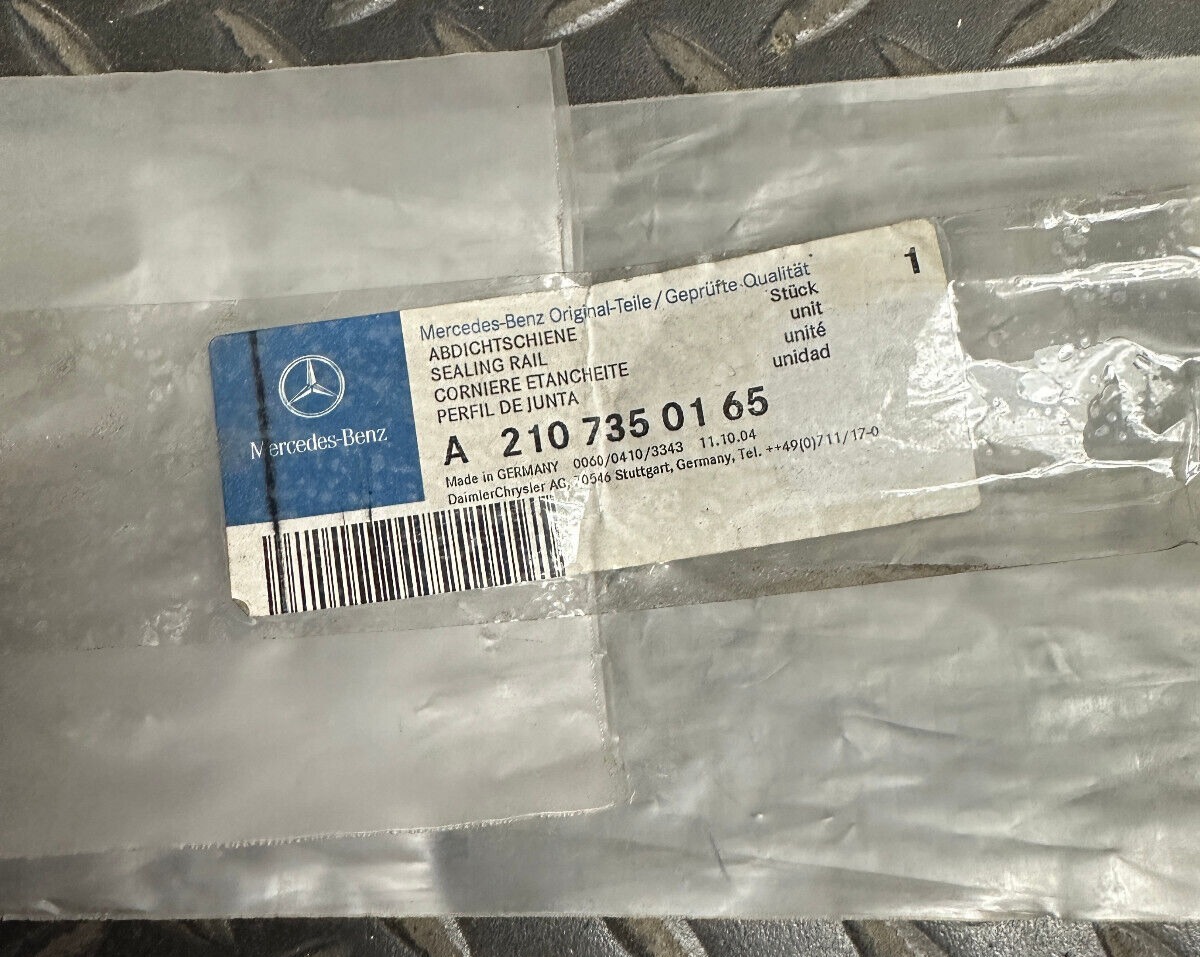 Mercedes-Benz
Mercedes-Benz Original-Teile/Geprüfte Qualität
ABDICHTSCHIENE
SEALING RAIL
CORNIERE ETANCHEITE
PERFIL DE JUNTA
Stück
unit
unité
unidad
1
A 210 735 01 65
Made in GERMANY 0060/0410/3343 11.10.04
DaimlerChrysler AG, 70546 Stuttgart, Germany, Tel. ++49(0)711/17-0